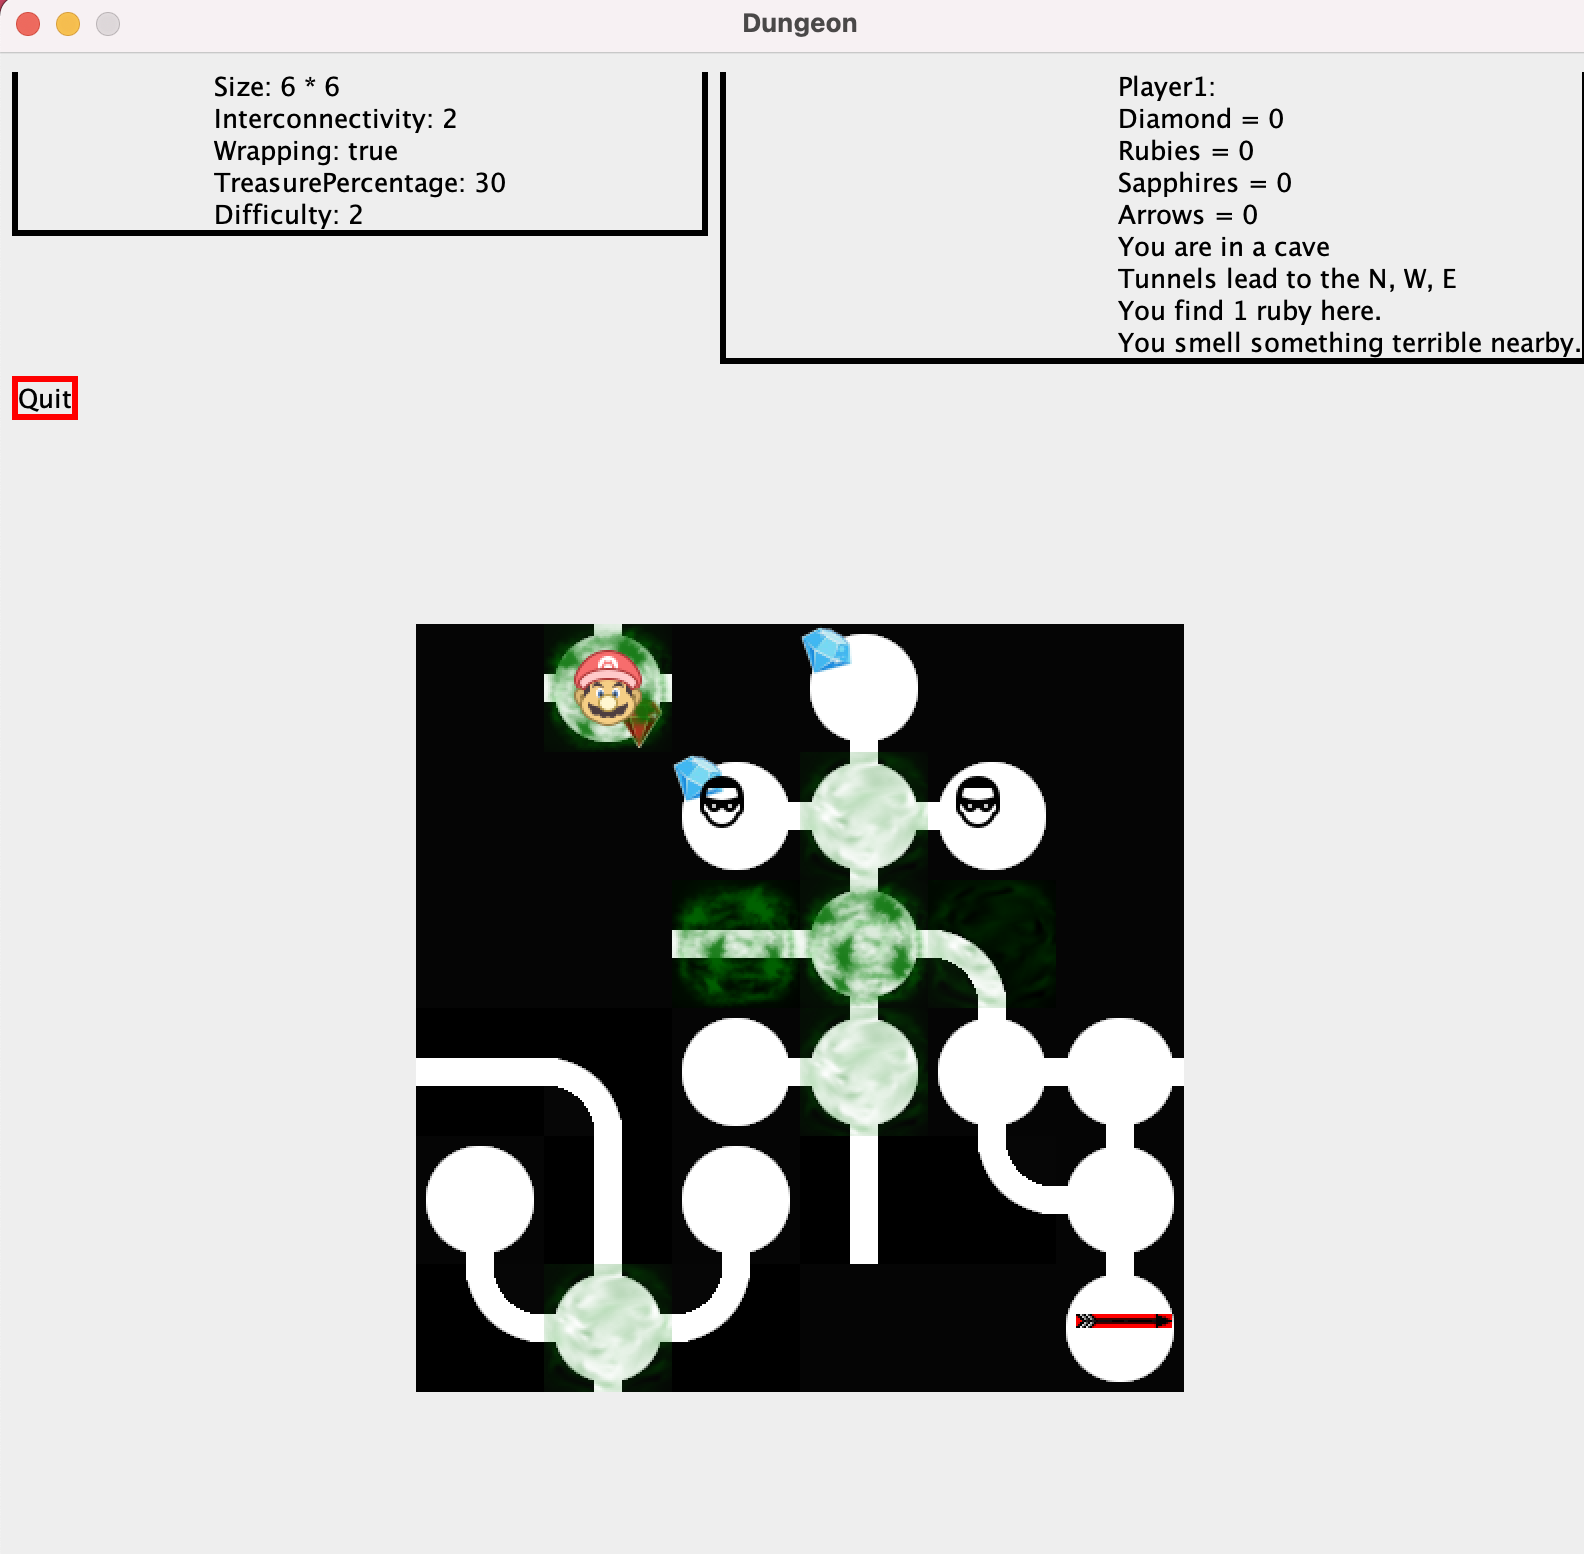 Dungeon
Size: 6 * 6
Interconnectivity: 2
Wrapping: true
TreasurePercentage: 30
Difficulty: 2
Player1:
Diamond = 0
Rubies = 0
Sapphires = 0
Arrows = 0
You are in a cave
Tunnels lead to the N, W, E
You find 1 ruby here.
You smell something terrible nearby.
Quit